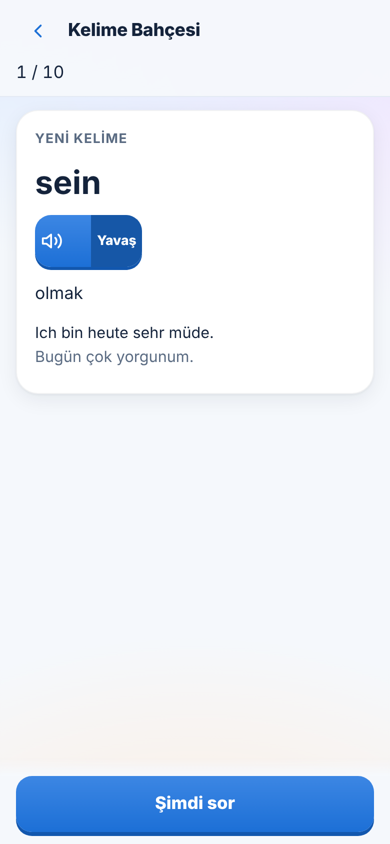 Kelime Bahçesi
1 / 10
YENİ KELİME
sein
Yavaş
olmak
Ich bin heute sehr müde.
Bugün çok yorgunum.
Şimdi sor